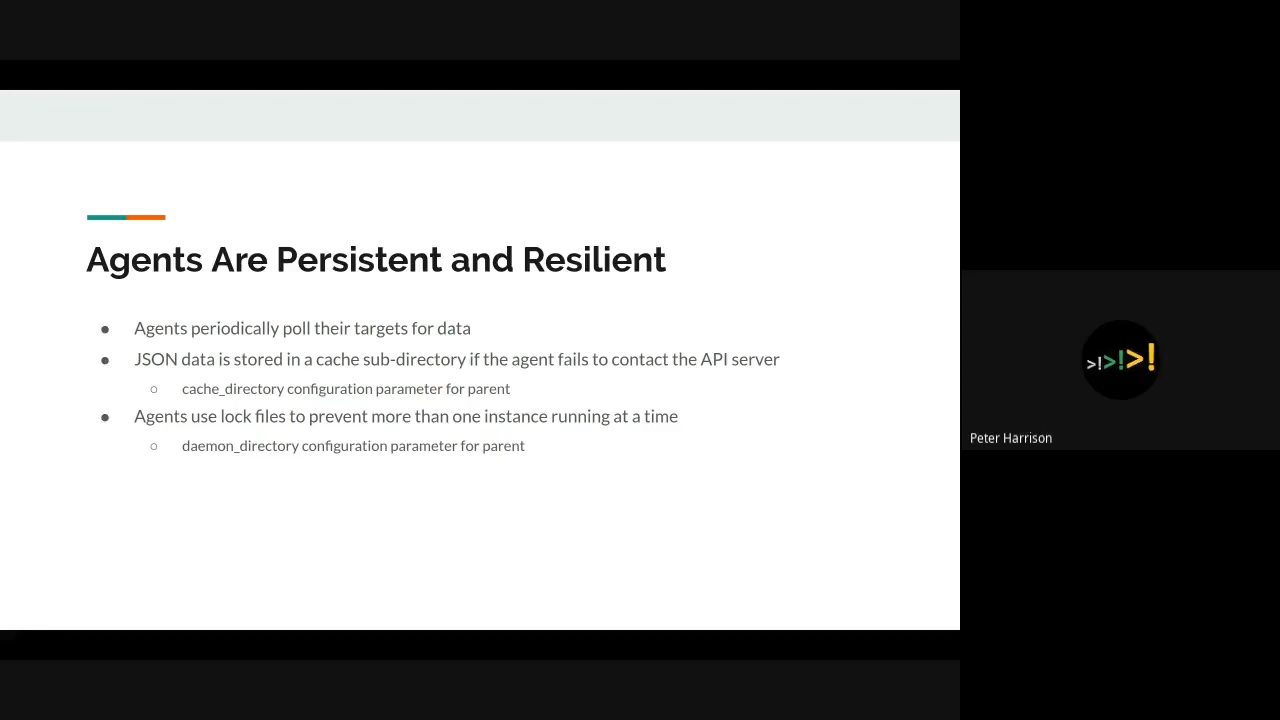 Agents Are Persistent and Resilient
● Agents periodically poll their targets for data
● JSON data is stored in a cache sub-directory if the agent fails to contact the API server
○ cache_directory configuration parameter for parent
● Agents use lock files to prevent more than one instance running at a time
○ daemon_directory configuration parameter for parent
>!>!>!
Peter Harrison